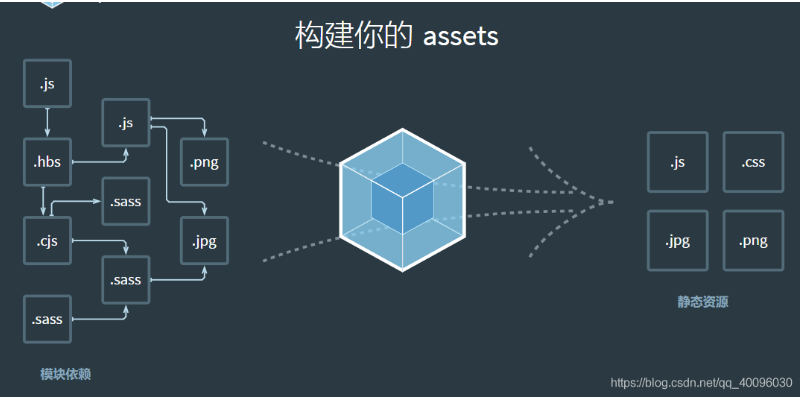 构建你的 assets
.js
.js
.hbs
.png
.sass
.cjs
.jpg
.sass
.sass
模块依赖
.js
.css
.jpg
.png
静态资源
https://blog.csdn.net/qq_40096030